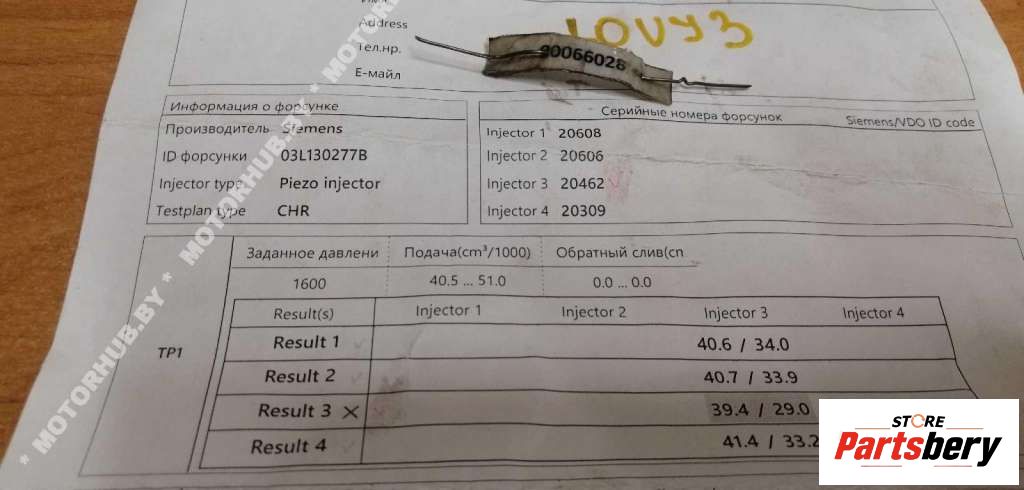 Address
Тел.нр.
Е-майл
LOVY3
00066028
Информация о форсунке
Производитель Siemens
ID форсунки 03L130277B
Injector type Piezo injector
Testplan type CHR
Серийные номера форсунок Siemens/VDO ID code
Injector 1 20608
Injector 2 20606
Injector 3 20462
Injector 4 20309
TP1
Заданное давлени Подача(cm³/1000) Обратный слив(сп
1600 40.5 ... 51.0 0.0 ... 0.0
Result(s) Injector 1 Injector 2 Injector 3 Injector 4
Result 1 40.6 / 34.0
Result 2 40.7 / 33.9
Result 3 39.4 / 29.0
Result 4 41.4 / 33.2
* MOTORHUB.BY * MOTORHUB.BY * MOTOR
STORE
Partsbery